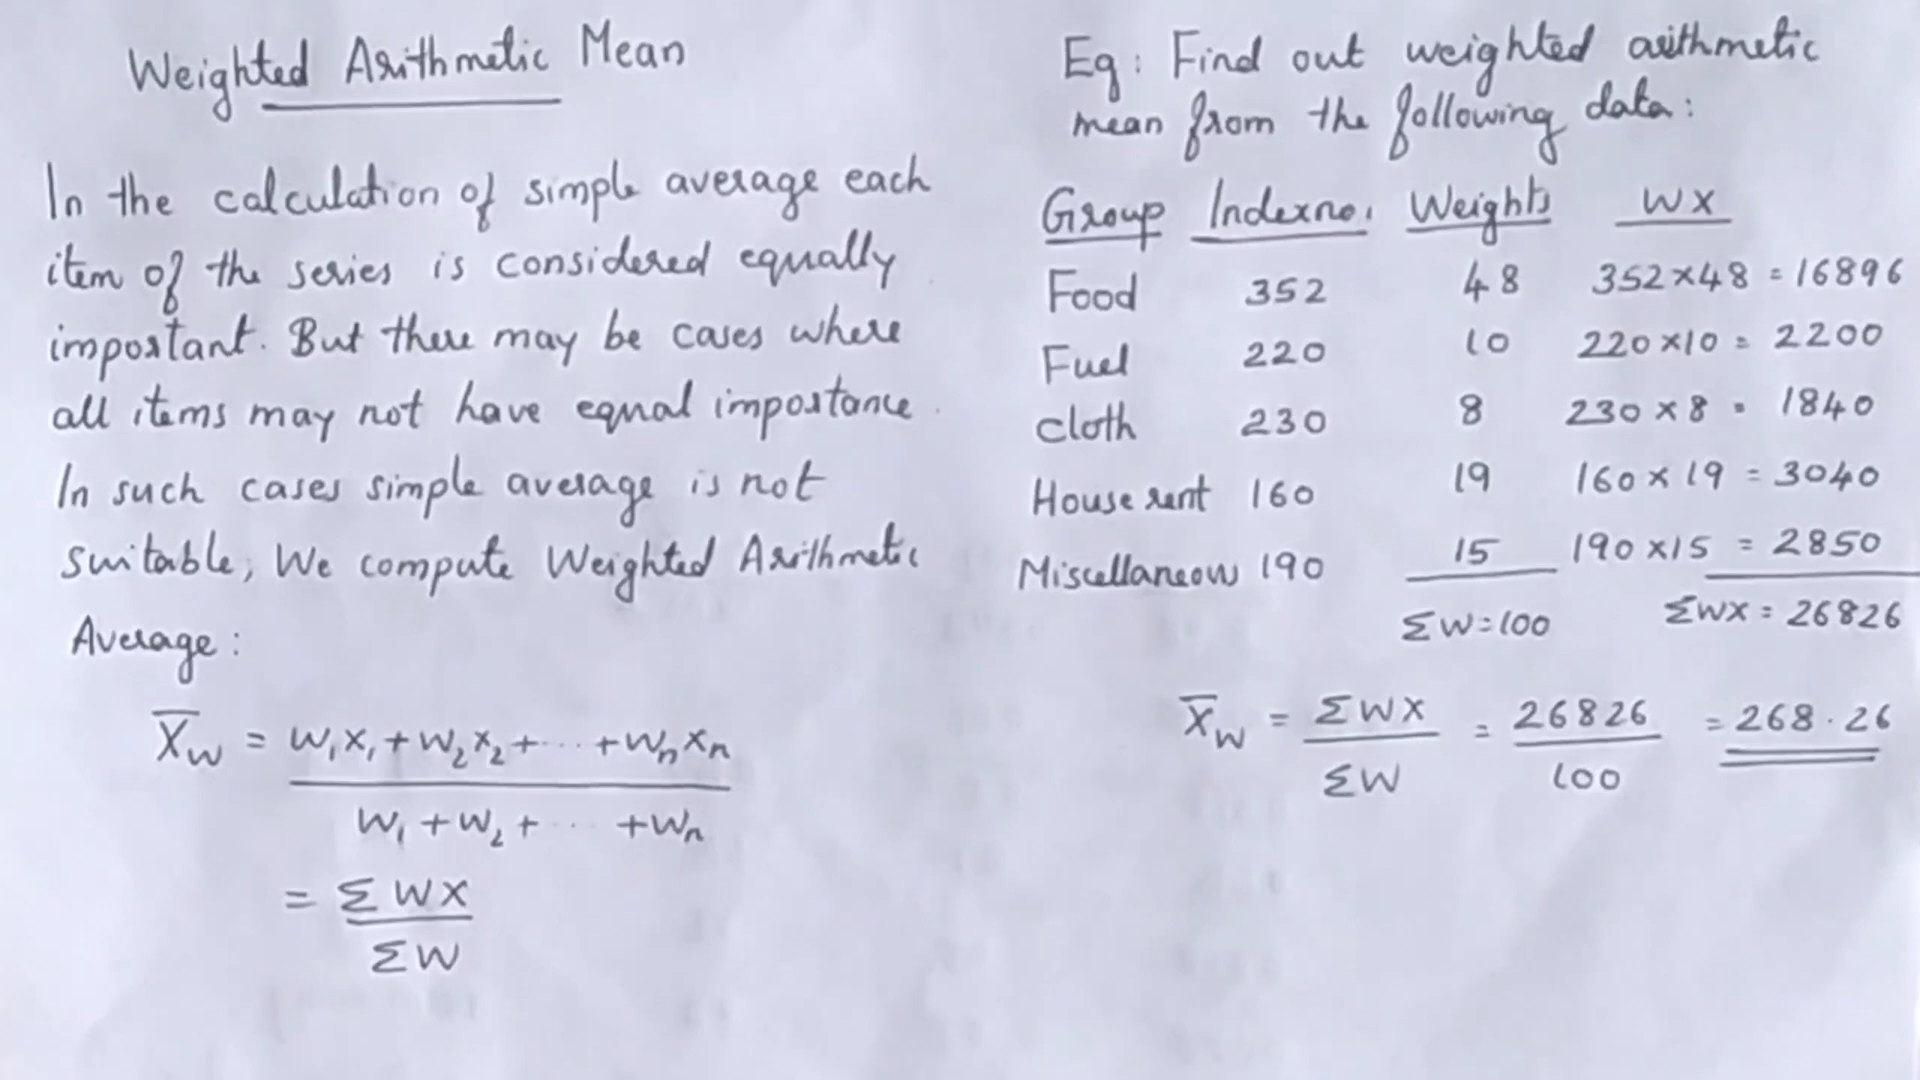 Weighted Arithmetic Mean
In the calculation of simple average each
item of the series is considered equally
important. But there may be cases where
all items may not have equal importance.
In such cases simple average is not
suitable, We compute Weighted Arithmetic
Average:
X̅w = W₁X₁ + W₂X₂ + ... + WₙXₙ
W₁ + W₂ + ... + Wₙ
= ΣWX
ΣW
Eg: Find out weighted arithmetic
mean from the following data:
Group Indexno. Weights WX
Food 352 48 352×48 = 16896
Fuel 220 10 220×10 = 2200
cloth 230 8 230×8 = 1840
House rent 160 19 160×19 = 3040
Miscellaneous 190 15 190×15 = 2850
ΣW=100 ΣWX = 26826
X̅w = ΣWX = 26826 = 268.26
ΣW 100